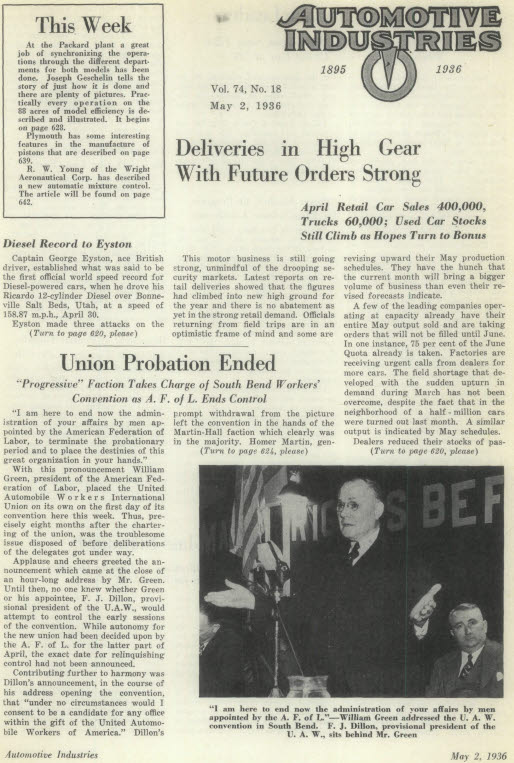 This Week
At the Packard plant a great
job of synchronizing the opera-
tions through the different depart-
ments for both models has been
done. Joseph Geschelin tells the
story of just how it is done and
there are plenty of pictures. Prac-
tically every operation on the
88 acres of model efficiency is de-
scribed and illustrated. It begins
on page 628.
Plymouth has some interesting
features in the manufacture of
pistons that are described on page
639.
R. W. Young of the Wright
Aeronautical Corp. has described
a new automatic mixture control.
The article will be found on page
642.
AUTOMOTIVE
INDUSTRIES
1895 1936
Vol. 74, No. 18
May 2, 1936
Deliveries in High Gear
With Future Orders Strong
April Retail Car Sales 400,000,
Trucks 60,000; Used Car Stocks
Still Climb as Hopes Turn to Bonus
Diesel Record to Eyston
Captain George Eyston, ace British
driver, established what was said to be
the first official world speed record for
Diesel-powered cars, when he drove his
Ricardo 12-cylinder Diesel over Bonne-
ville Salt Beds, Utah, at a speed of
158.87 m.p.h., April 30.
Eyston made three attacks on the
(Turn to page 620, please)
This motor business is still going
strong, unmindful of the drooping se-
curity markets. Latest reports on re-
tail deliveries showed that the figures
had climbed into new high ground for
the year and there is no abatement as
yet in the strong retail demand. Officials
returning from field trips are in an
optimistic frame of mind and some are
revising upward their May production
schedules. They have the hunch that
the current month will bring a bigger
volume of business than even their re-
vised forecasts indicate.
A few of the leading companies oper-
ating at capacity already have their
entire May output sold and are taking
orders that will not be filled until June.
In one instance, 75 per cent of the June
Quota already is taken. Factories are
receiving urgent calls from dealers for
more cars. The field shortage that de-
veloped with the sudden upturn in
demand during March has not been
overcome, despite the fact that in the
neighborhood of a half-million cars
were turned out last month. A similar
output is indicated by May schedules.
Dealers reduced their stocks of pas-
(Turn to page 620, please)
Union Probation Ended
"Progressive" Faction Takes Charge of South Bend Workers'
Convention as A. F. of L. Ends Control
"I am here to end now the admin-
istration of your affairs by men ap-
pointed by the American Federation of
Labor, to terminate the probationary
period and to place the destinies of this
great organization in your hands."
With this pronouncement William
Green, president of the American Fed-
eration of Labor, placed the United
Automobile Workers International
Union on its own on the first day of its
convention here this week. Thus, pre-
cisely eight months after the charter-
ing of the union, was the troublesome
issue disposed of before deliberations
of the delegates got under way.
Applause and cheers greeted the an-
nouncement which came at the close of
an hour-long address by Mr. Green.
Until then, no one knew whether Green
or his appointee, F. J. Dillon, provi-
sional president of the U.A.W., would
attempt to control the early sessions
of the convention. While autonomy for
the new union had been decided upon by
the A. F. of L. for the latter part of
April, the exact date for relinquishing
control had not been announced.
Contributing further to harmony was
Dillon's announcement, in the course of
his address opening the convention,
that "under no circumstances would I
consent to be a candidate for any office
within the gift of the United Automo-
bile Workers of America." Dillon's
prompt withdrawal from the picture
left the convention in the hands of the
Martin-Hall faction which clearly was
in the majority. Homer Martin, gen-
(Turn to page 624, please)
S BEF
"I am here to end now the administration of your affairs by men
appointed by the A. F. of L."—William Green addressed the U. A. W.
convention in South Bend. F. J. Dillon, provisional president of the
U. A. W., sits behind Mr. Green
Automotive Industries May 2, 1936